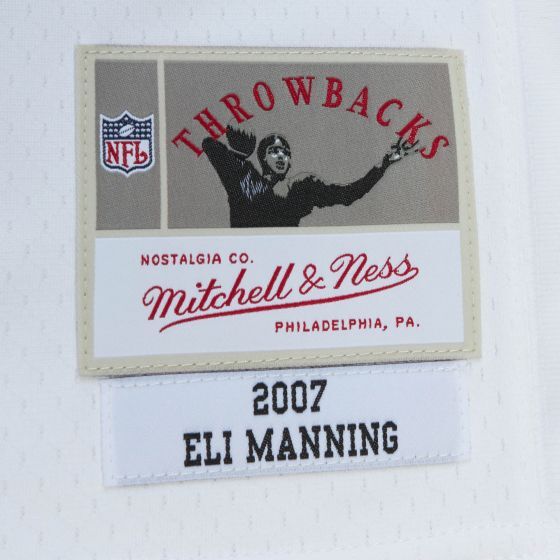 THROWBACKS
NFL
NOSTALGIA CO.
Mitchell & Ness
PHILADELPHIA, PA.
2007
ELI MANNING